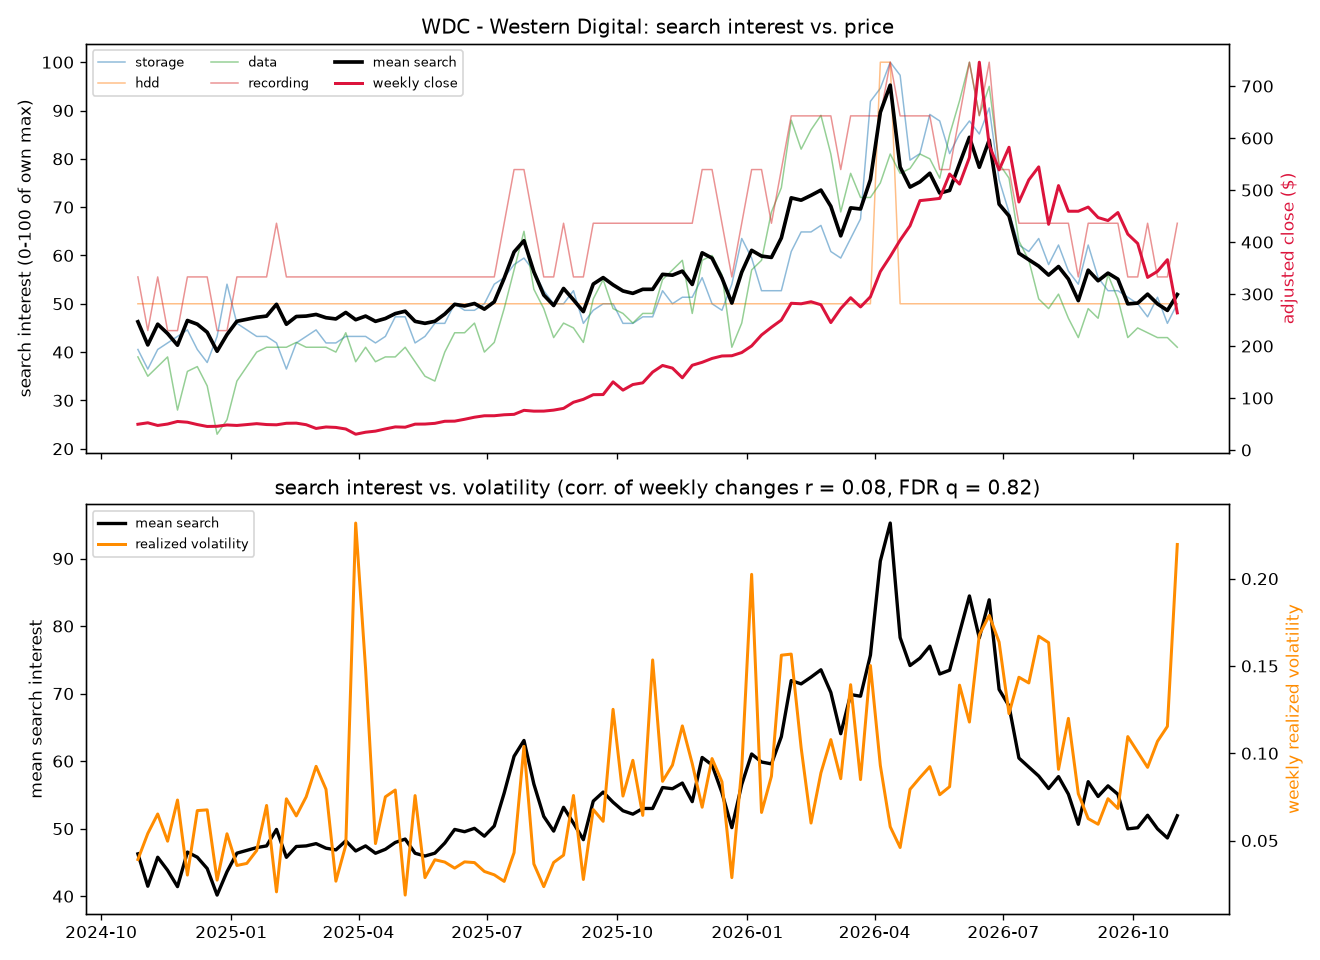 WDC - Western Digital: search interest vs. price
storage
hdd
data
recording
mean search
weekly close
search interest (0-100 of own max)
100
90
80
70
60
50
40
30
20
adjusted close ($)
700
600
500
400
300
200
100
0
search interest vs. volatility (corr. of weekly changes r = 0.08, FDR q = 0.82)
mean search
realized volatility
mean search interest
90
80
70
60
50
40
weekly realized volatility
0.20
0.15
0.10
0.05
2024-10
2025-01
2025-04
2025-07
2025-10
2026-01
2026-04
2026-07
2026-10